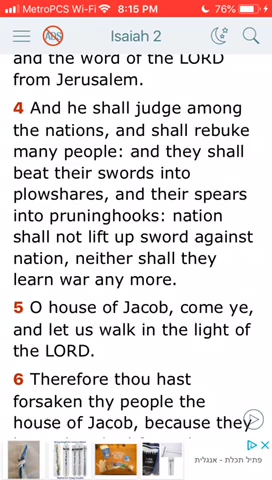 MetroPCS Wi-Fi 8:15 PM 76%
ADS Isaiah 2
and the word of the LORD
from Jerusalem.
4 And he shall judge among
the nations, and shall rebuke
many people: and they shall
beat their swords into
plowshares, and their spears
into pruninghooks: nation
shall not lift up sword against
nation, neither shall they
learn war any more.
5 O house of Jacob, come ye,
and let us walk in the light of
the LORD.
6 Therefore thou hast
forsaken thy people the
house of Jacob, because they
פתיל תכלת - אנגלית